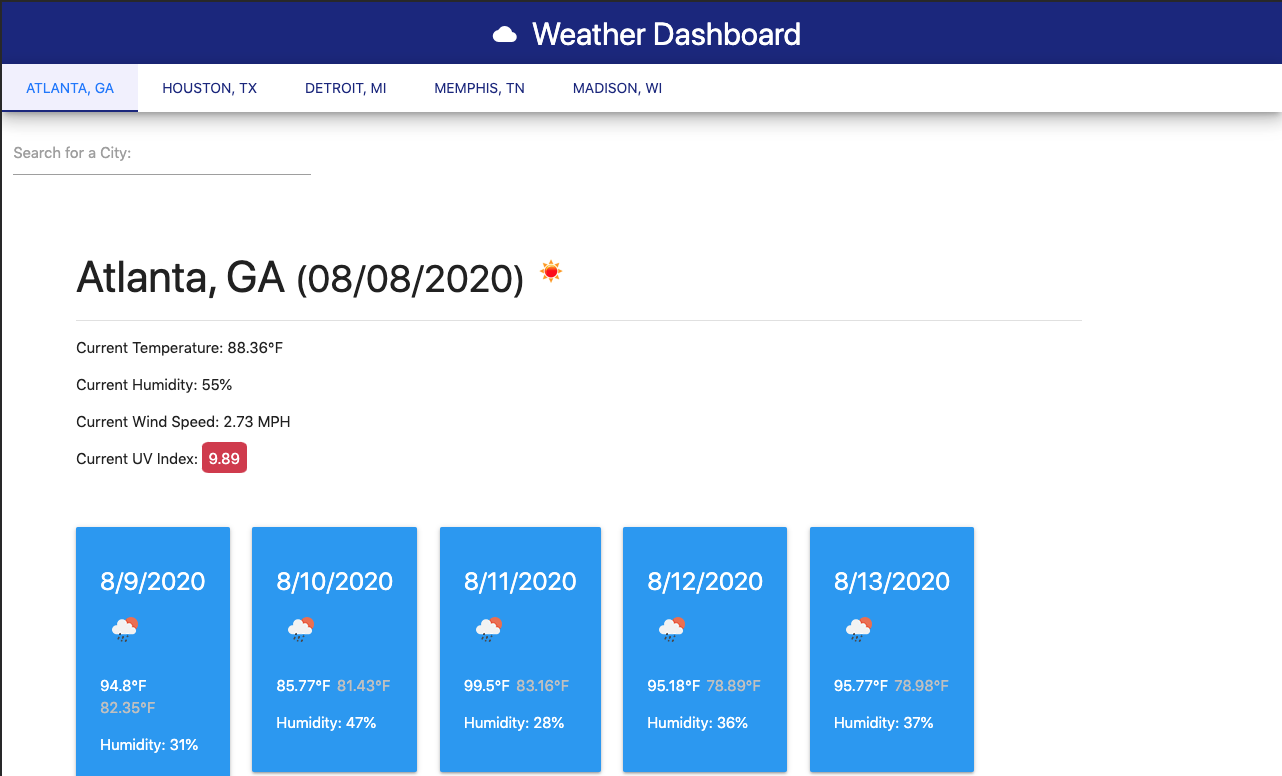 Weather Dashboard
ATLANTA, GA HOUSTON, TX DETROIT, MI MEMPHIS, TN MADISON, WI
Search for a City:
Atlanta, GA (08/08/2020)
Current Temperature: 88.36°F
Current Humidity: 55%
Current Wind Speed: 2.73 MPH
Current UV Index: 9.89
8/9/2020
94.8°F
82.35°F
Humidity: 31%
8/10/2020
85.77°F 81.43°F
Humidity: 47%
8/11/2020
99.5°F 83.16°F
Humidity: 28%
8/12/2020
95.18°F 78.89°F
Humidity: 36%
8/13/2020
95.77°F 78.98°F
Humidity: 37%